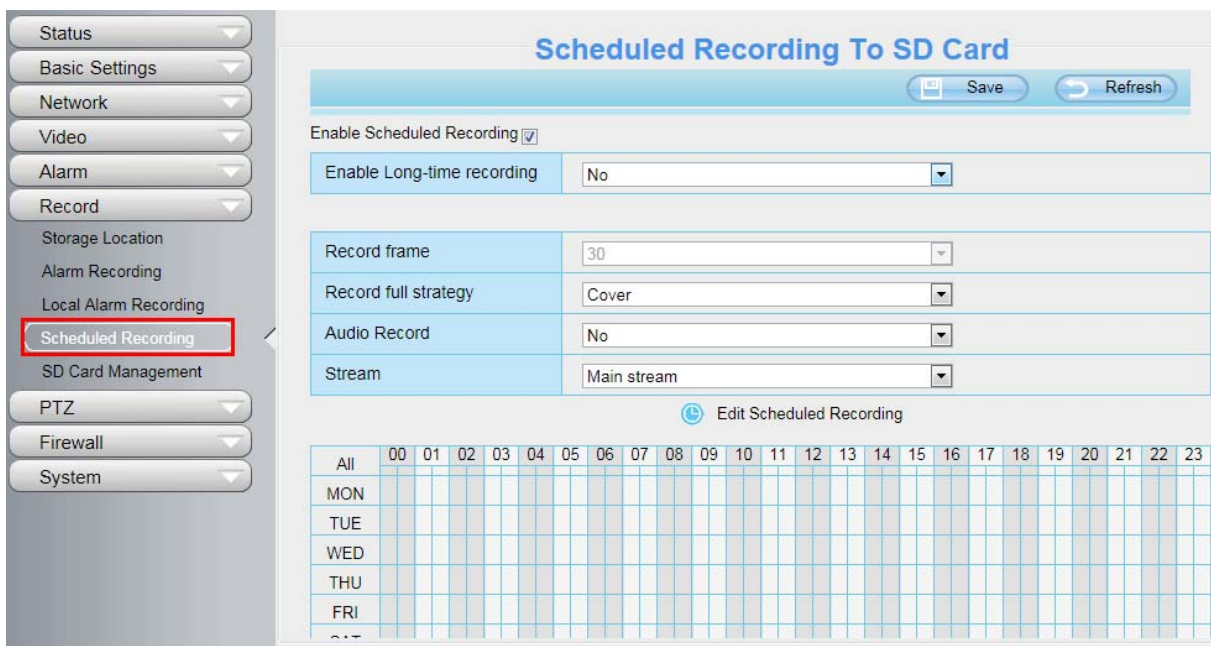 Status
Basic Settings
Network
Video
Alarm
Record
Storage Location
Alarm Recording
Local Alarm Recording
Scheduled Recording
SD Card Management
PTZ
Firewall
System
Scheduled Recording To SD Card
Save Refresh
Enable Scheduled Recording
Enable Long-time recording No
Record frame 30
Record full strategy Cover
Audio Record No
Stream Main stream
Edit Scheduled Recording
All 00 01 02 03 04 05 06 07 08 09 10 11 12 13 14 15 16 17 18 19 20 21 22 23
MON
TUE
WED
THU
FRI